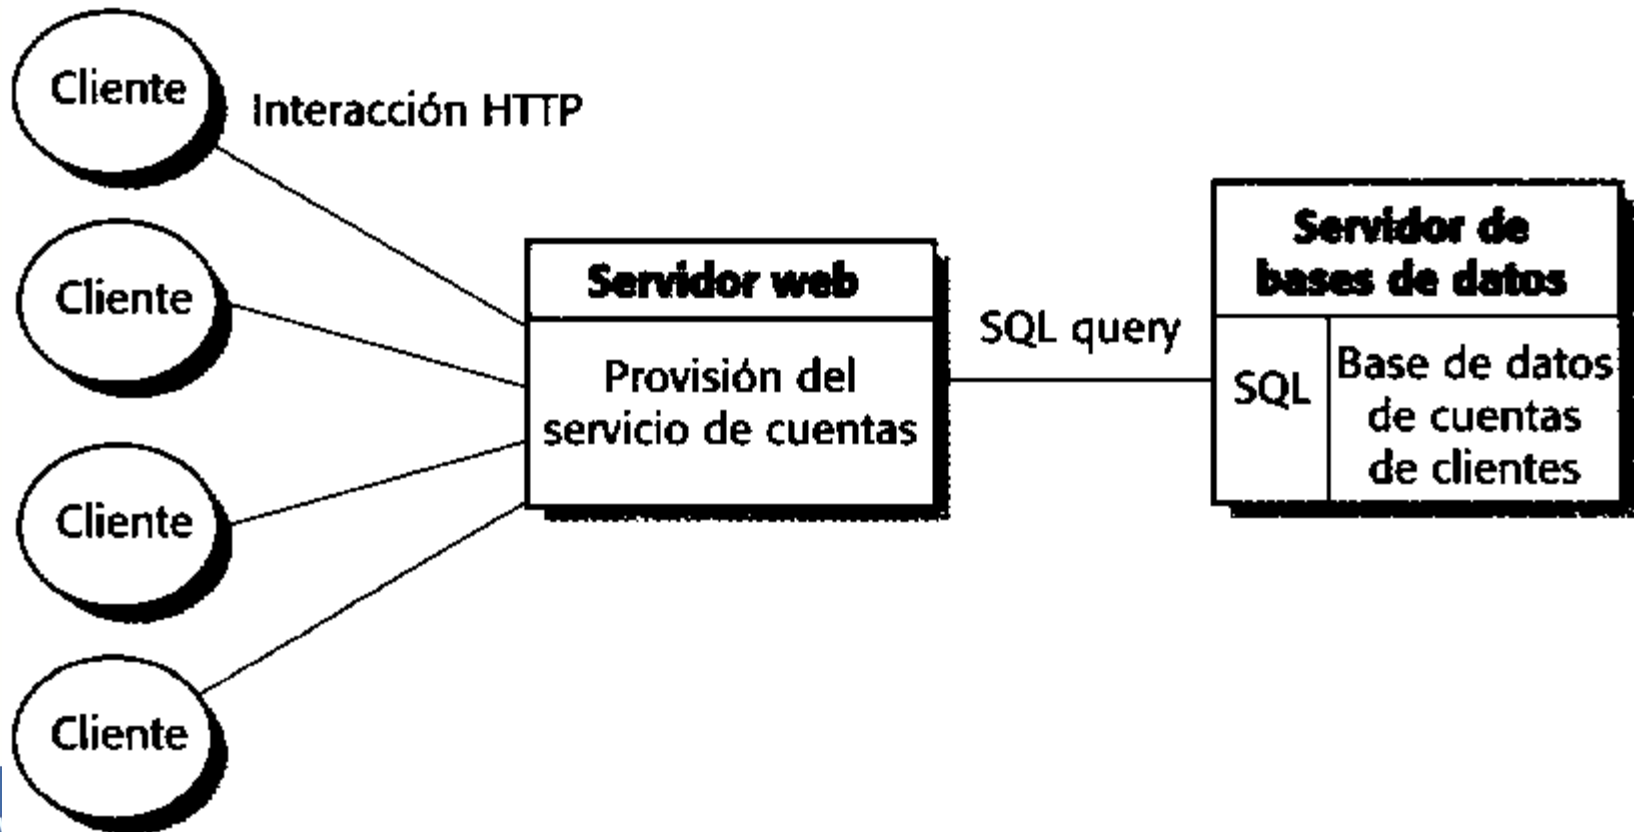 Cliente
Interacción HTTP
Cliente
Cliente
Cliente
Servidor web
Provisión del
servicio de cuentas
SQL query
Servidor de
bases de datos
SQL
Base de datos
de cuentas
de clientes